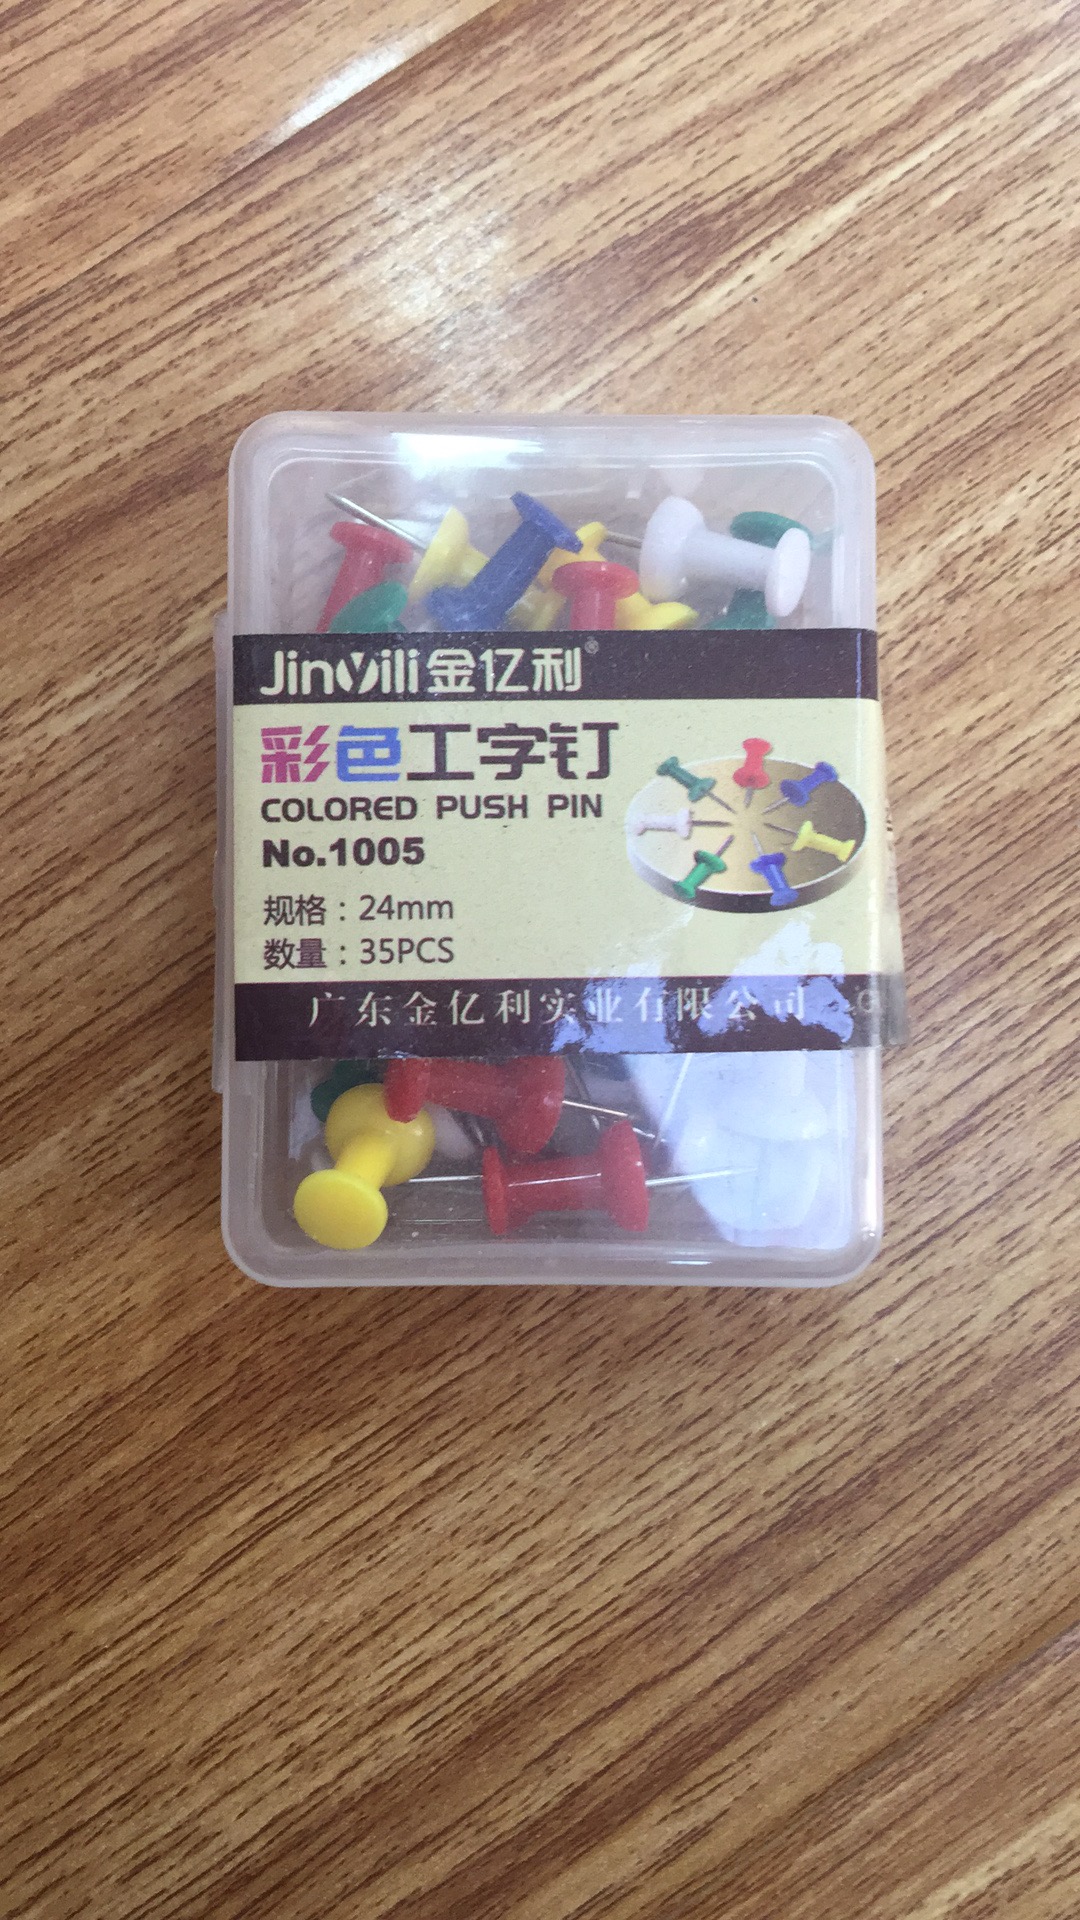 Jinyili金亿利®
彩色工字钉
COLORED PUSH PIN
No.1005
规格：24mm
数量：35PCS
广东金亿利实业有限公司